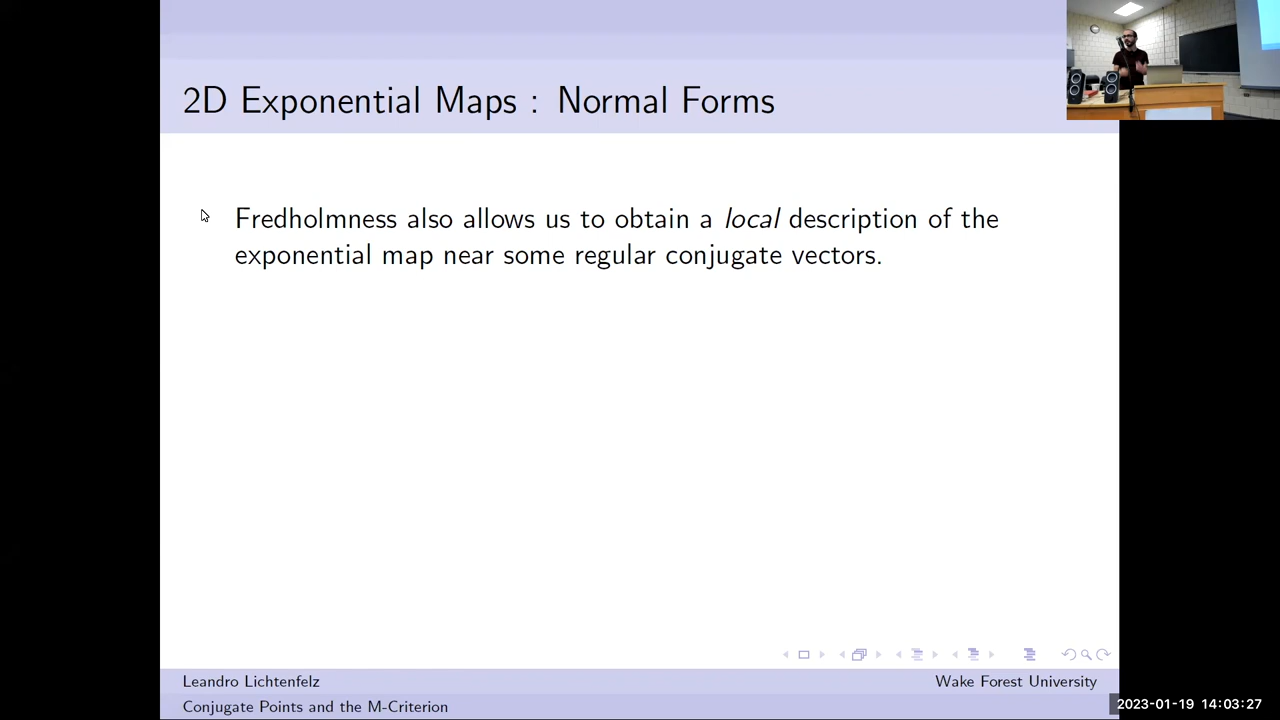 2D Exponential Maps : Normal Forms
Fredholmness also allows us to obtain a local description of the
exponential map near some regular conjugate vectors.
Leandro Lichtenfelz
Wake Forest University
Conjugate Points and the M-Criterion
2023-01-19 14:03:27